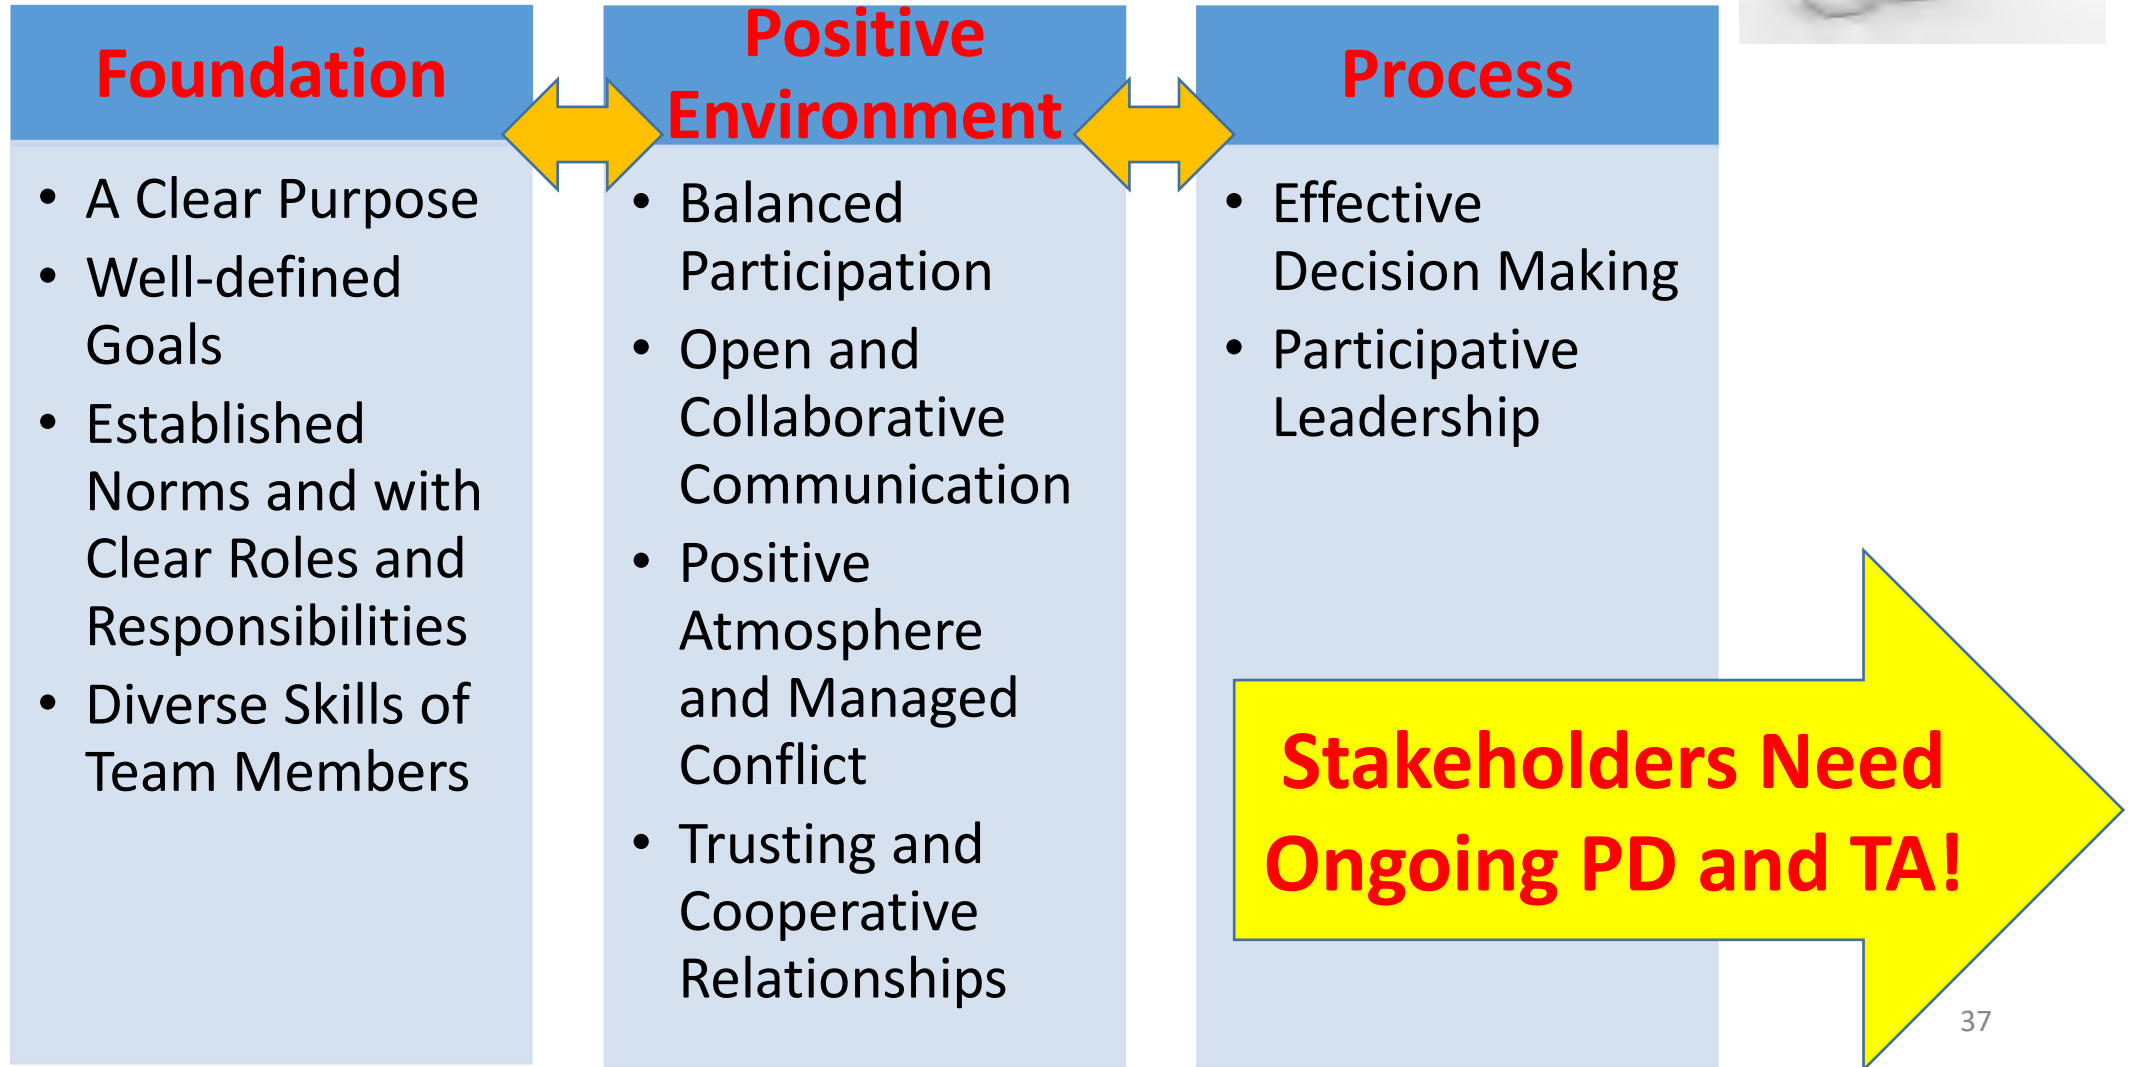 Foundation
• A Clear Purpose
• Well-defined
Goals
• Established
Norms and with
Clear Roles and
Responsibilities
• Diverse Skills of
Team Members
Positive
Environment
• Balanced
Participation
• Open and
Collaborative
Communication
• Positive
Atmosphere
and Managed
Conflict
• Trusting and
Cooperative
Relationships
Process
• Effective
Decision Making
• Participative
Leadership
Stakeholders Need
Ongoing PD and TA!
37